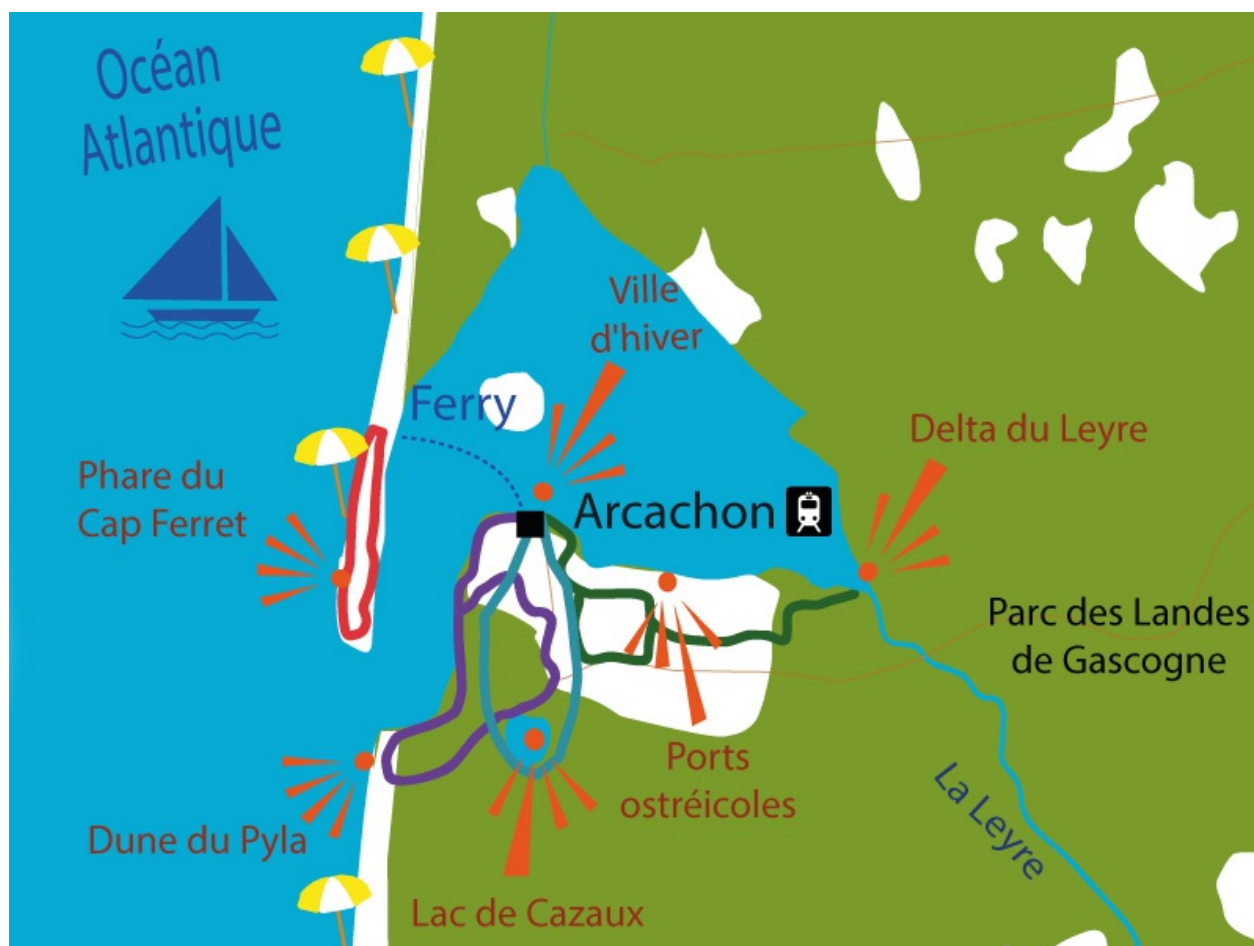 Océan
Atlantique
Ville
d'hiver
Ferry
Delta du Leyre
Phare du
Cap Ferret
Arcachon
Parc des Landes
de Gascogne
Ports
ostréicoles
La Leyre
Dune du Pyla
Lac de Cazaux